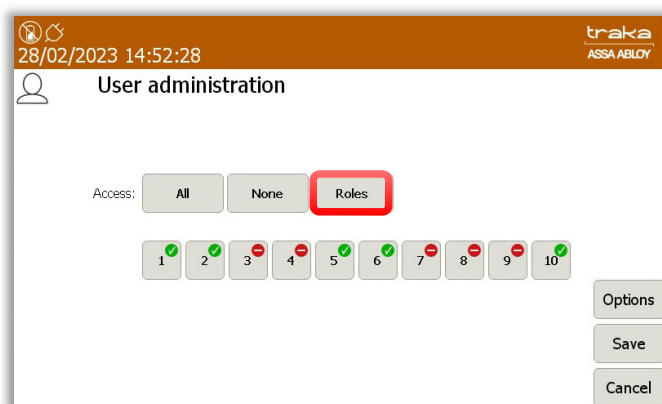 traka
28/02/2023 14:52:28
ASSA ABLOY
User administration
Access: All None Roles
1 2 3 4 5 6 7 8 9 10
Options
Save
Cancel